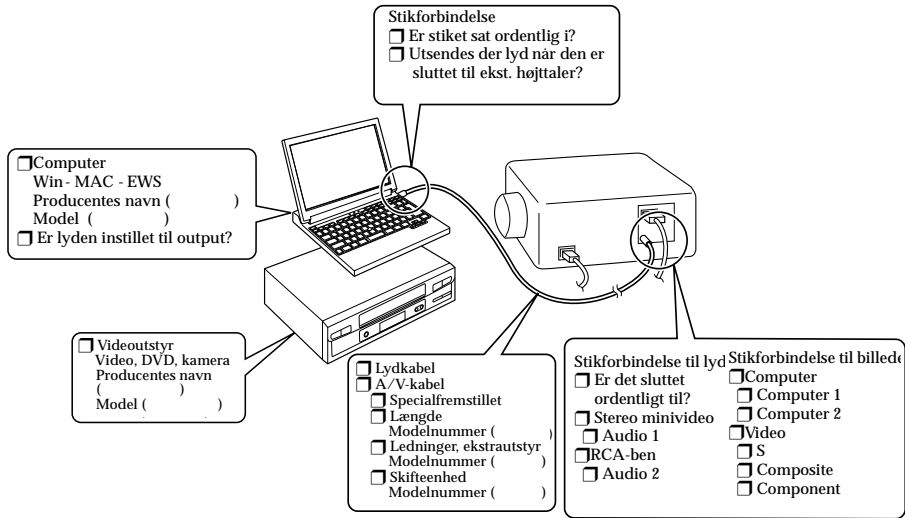 Stikforbindelse
❒ Er stiket sat ordentlig i?
❒ Utsendes der lyd når den er
sluttet til ekst. højttaler?
❒Computer
Win - MAC - EWS
Producentes navn ( )
Model ( )
❒ Er lyden instillet til output?
❒ Videoutstyr
Video, DVD, kamera
Producentes navn
( )
Model ( )
❒ Lydkabel
❒ A/V-kabel
❒ Specialfremstillet
❒ Længde
Modelnummer ( )
❒ Ledninger, ekstrautstyr
Modelnummer ( )
❒ Skifteenhed
Modelnummer ( )
Stikforbindelse til lyd
❒ Er det sluttet
ordentligt til?
❒ Stereo minivideo
❒ Audio 1
❒RCA-ben
❒ Audio 2
Stikforbindelse til billede
❒Computer
❒ Computer 1
❒ Computer 2
❒Video
❒ S
❒ Composite
❒ Component